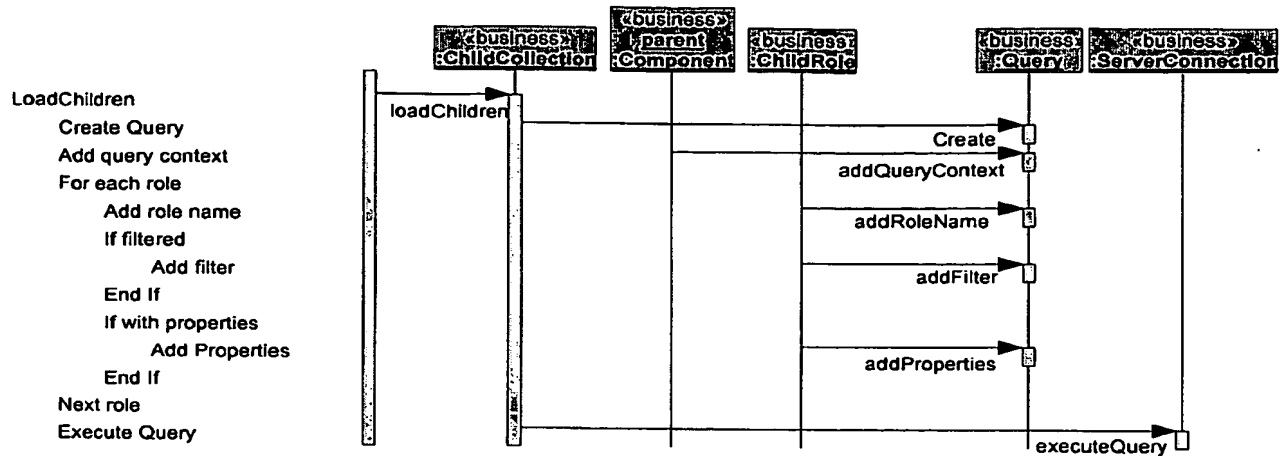 «business»
:ChildCollection
«business»
parent
:Component
«business»
:ChildRole
«business»
:Query
«business»
:ServerConnection
LoadChildren
loadChildren
Create Query
Create
Add query context
addQueryContext
For each role
Add role name
addRoleName
If filtered
Add filter
addFilter
End If
If with properties
Add Properties
addProperties
End If
Next role
Execute Query
executeQuery